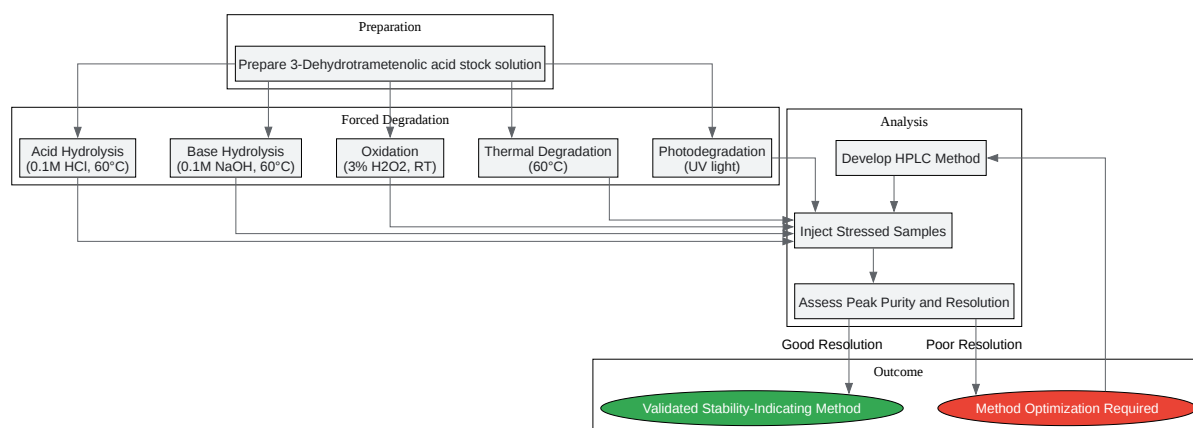 Preparation
Prepare 3-Dehydrotrametenolic acid stock solution
Forced Degradation
Acid Hydrolysis
(0.1M HCl, 60°C)
Base Hydrolysis
(0.1M NaOH, 60°C)
Oxidation
(3% H2O2, RT)
Thermal Degradation
(60°C)
Photodegradation
(UV light)
Analysis
Develop HPLC Method
Inject Stressed Samples
Assess Peak Purity and Resolution
Good Resolution
Poor Resolution
Outcome
Validated Stability-Indicating Method
Method Optimization Required